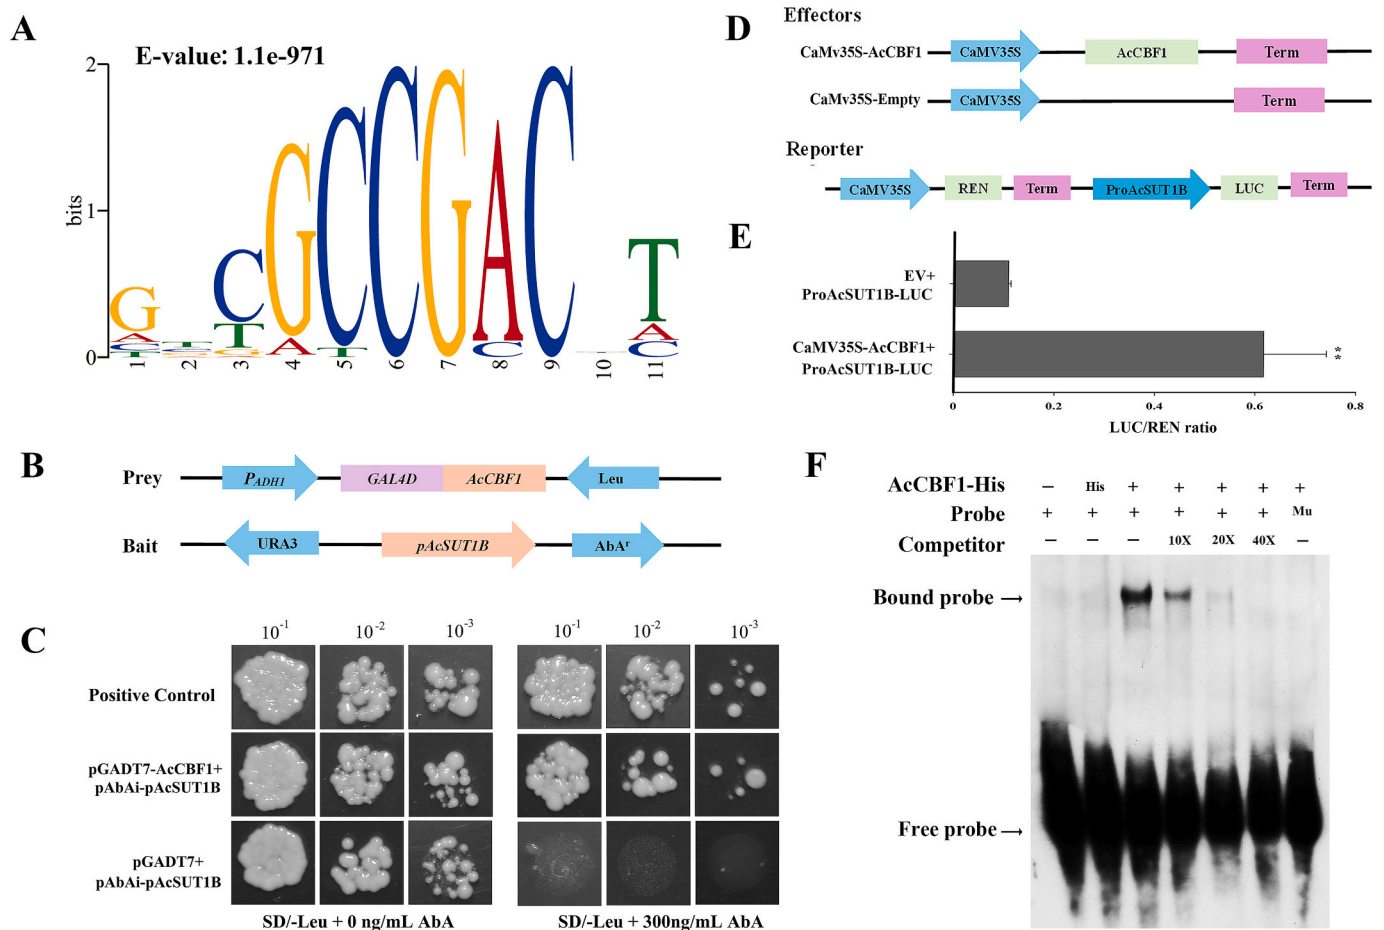 A
E-value: 1.1e-971
bits
2
1
0
GCCGAC
T
1 2 3 4 5 6 7 8 9 10 11
B
Prey
P_ADH1 GAL4D AcCBF1 Leu
Bait
URA3 pAcSUT1B AbA^r
C
10^-1 10^-2 10^-3 10^-1 10^-2 10^-3
Positive Control
pGADT7-AcCBF1+
pAbAi-pAcSUT1B
pGADT7+
pAbAi-pAcSUT1B
SD/-Leu + 0 ng/mL AbA
SD/-Leu + 300ng/mL AbA
D
Effectors
CaMv35S-AcCBF1 CaMV35S AcCBF1 Term
CaMv35S-Empty CaMV35S Term
Reporter
CaMV35S REN Term ProAcSUT1B LUC Term
E
EV+
ProAcSUT1B-LUC
CaMV35S-AcCBF1+
ProAcSUT1B-LUC
**
0 0.2 0.4 0.6 0.8
LUC/REN ratio
F
AcCBF1-His − His + + + + +
Probe + + + + + + Mu
Competitor − − − 10X 20X 40X −
Bound probe →
Free probe →